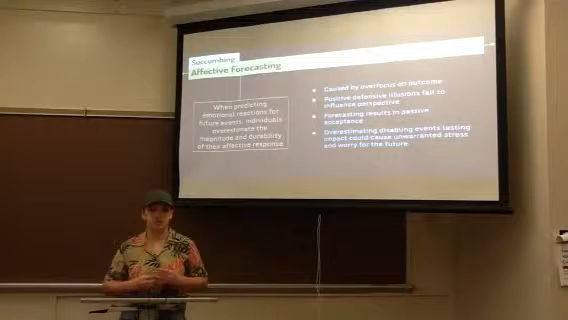 Succumbing
Affective Forecasting
When predicting
emotional reactions for
future events, individuals
overestimate the
magnitude and durability
of their affective response
Caused by overfocus on outcome
Positive defensive illusions fail to
influence perspective
Forecasting results in passive
acceptance
Overestimating disabling events lasting
impact could cause unwarranted stress
and worry for the future